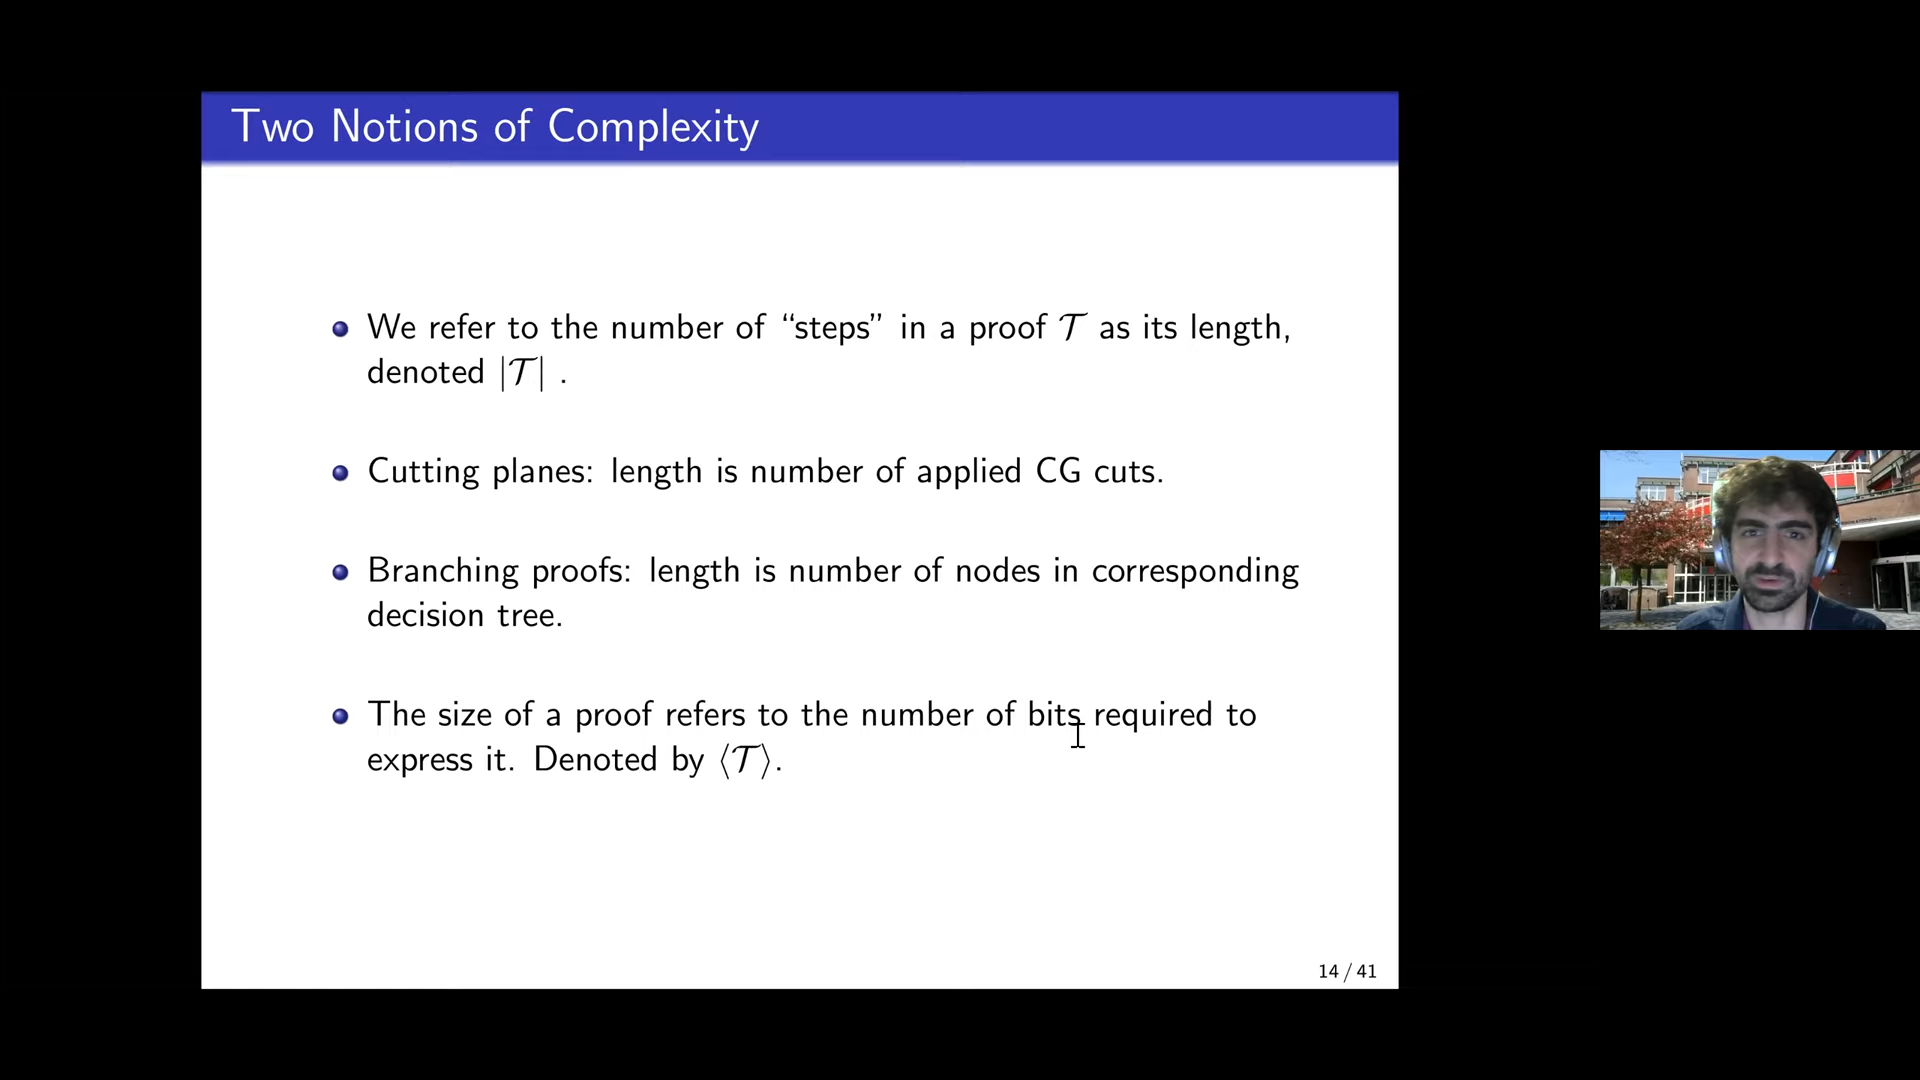 Two Notions of Complexity
We refer to the number of “steps” in a proof 𝒯 as its length,
denoted |𝒯| .
Cutting planes: length is number of applied CG cuts.
Branching proofs: length is number of nodes in corresponding
decision tree.
The size of a proof refers to the number of bits required to
express it. Denoted by ⟨𝒯⟩.
14 / 41